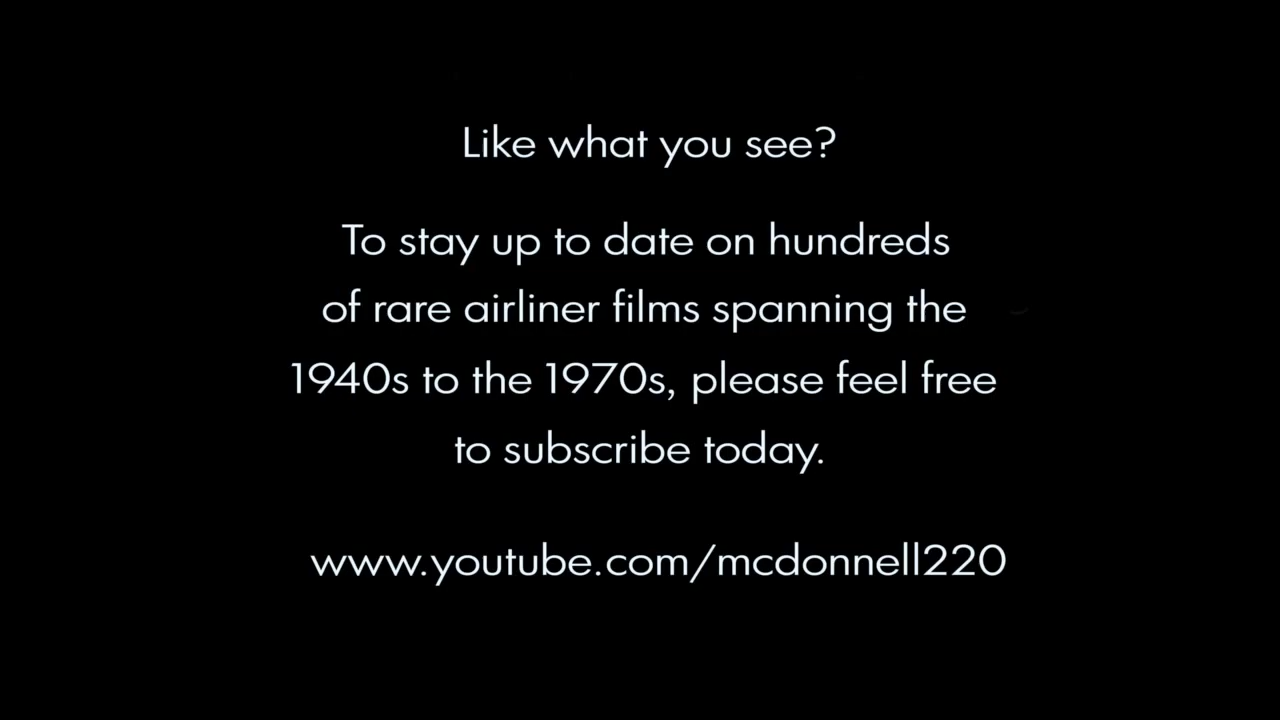 Like what you see?
To stay up to date on hundreds
of rare airliner films spanning the
1940s to the 1970s, please feel free
to subscribe today.
www.youtube.com/mcdonnell220